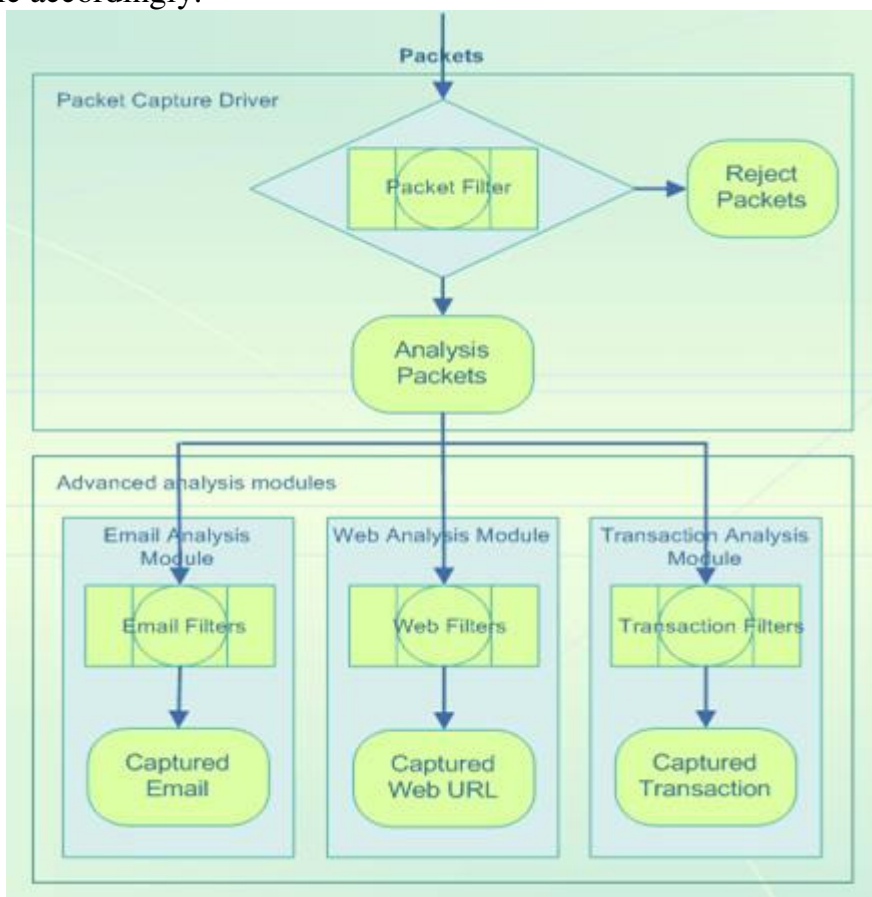 Packets
Packet Capture Driver
Packet Filter
Reject
Packets
Analysis
Packets
Advanced analysis modules
Email Analysis
Module
Web Analysis Module
Transaction Analysis
Module
Email Filters
Web Filters
Transaction Filters
Captured
Email
Captured
Web URL
Captured
Transaction